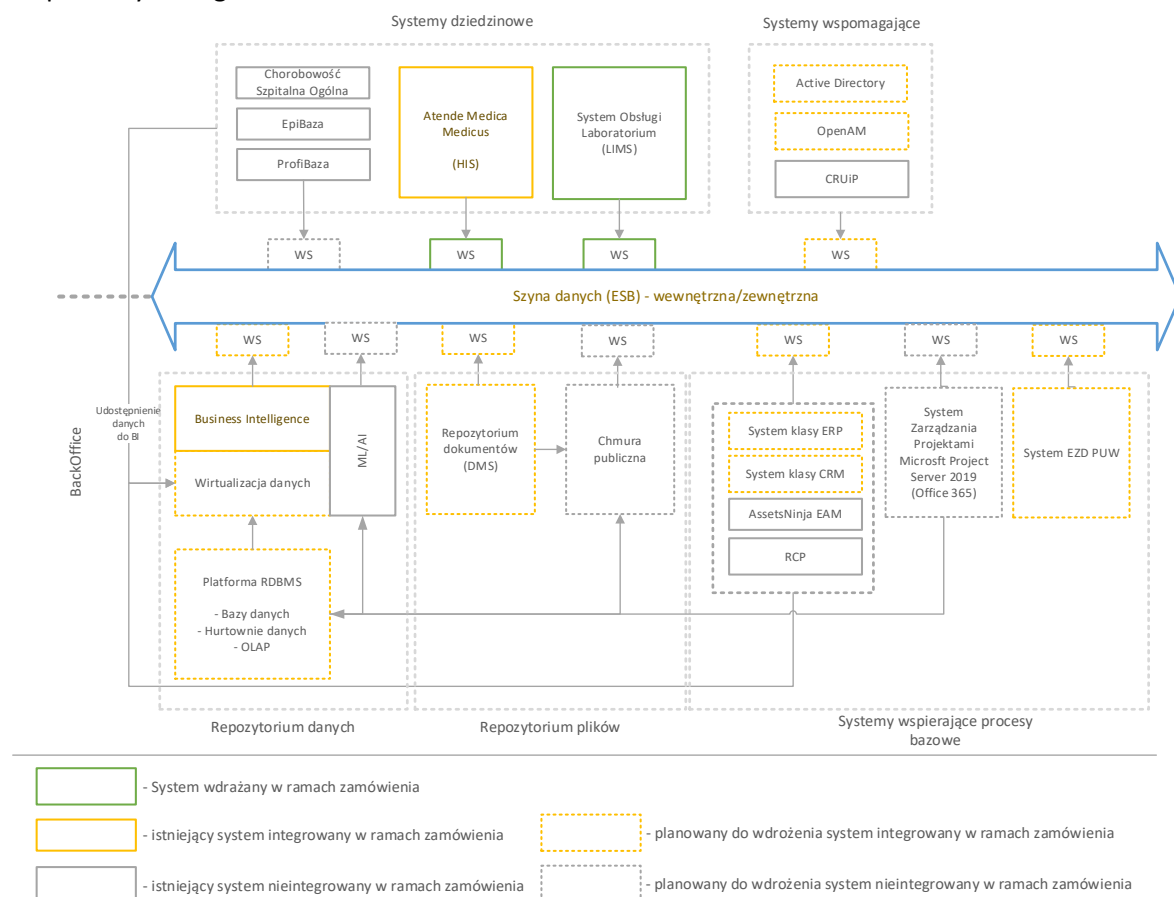 Systemy dziedzinowe
Systemy wspomagające
Chorobowość
Szpitalna Ogólna
EpiBaza
ProfiBaza
Atende Medica
Medicus
(HIS)
System Obsługi
Laboratorium
(LIMS)
Active Directory
OpenAM
CRUiP
WS
WS
WS
WS
Szyna danych (ESB) - wewnętrzna/zewnętrzna
WS
WS
WS
WS
WS
WS
WS
BackOffice
Udostępnienie
danych
do BI
Business Intelligence
Wirtualizacja danych
ML/AI
Platforma RDBMS
- Bazy danych
- Hurtownie danych
- OLAP
Repozytorium
dokumentów
(DMS)
Chmura
publiczna
System klasy ERP
System klasy CRM
AssetsNinja EAM
RCP
System
Zarządzania
Projektami
Microsft Project
Server 2019
(Office 365)
System EZD PUW
Repozytorium danych
Repozytorium plików
Systemy wspierające procesy
bazowe
- System wdrażany w ramach zamówienia
- istniejący system integrowany w ramach zamówienia
- planowany do wdrożenia system integrowany w ramach zamówienia
- istniejący system nieintegrowany w ramach zamówienia
- planowany do wdrożenia system nieintegrowany w ramach zamówienia